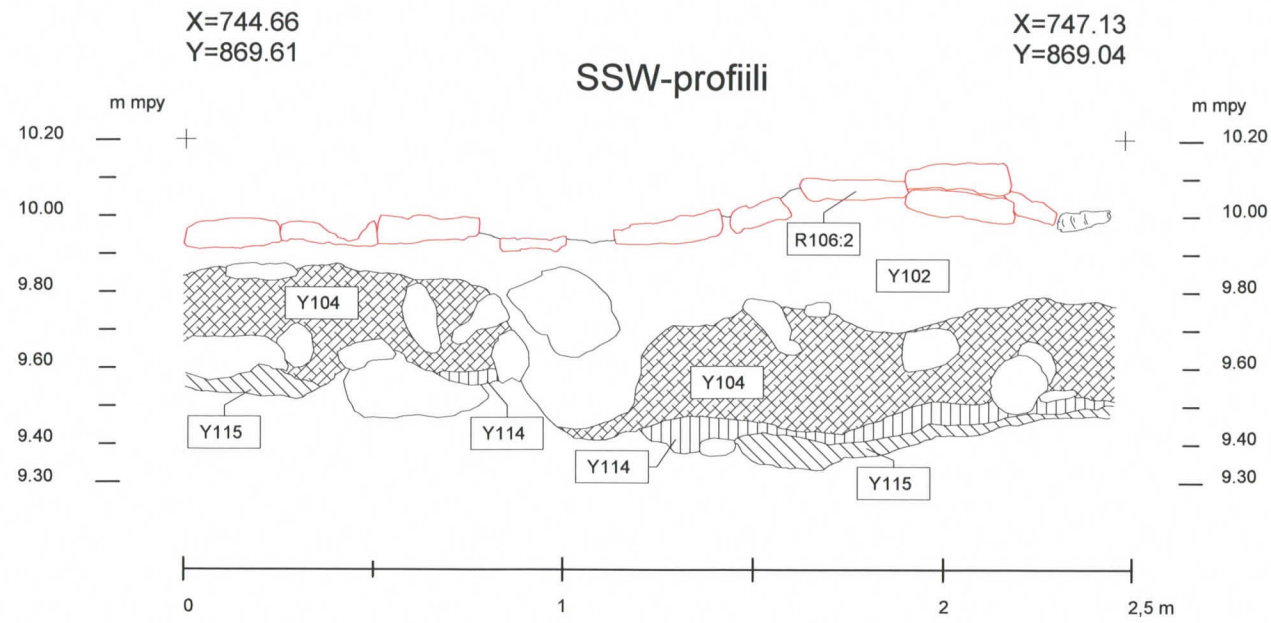 X=744.66
Y=869.61
X=747.13
Y=869.04
SSW-profiili
m mpy
m mpy
10.20
10.20
10.00
10.00
R106:2
Y102
9.80
9.80
Y104
9.60
9.60
Y104
Y115
Y114
9.40
9.40
Y114
9.30
9.30
Y115
0
1
2
2,5 m